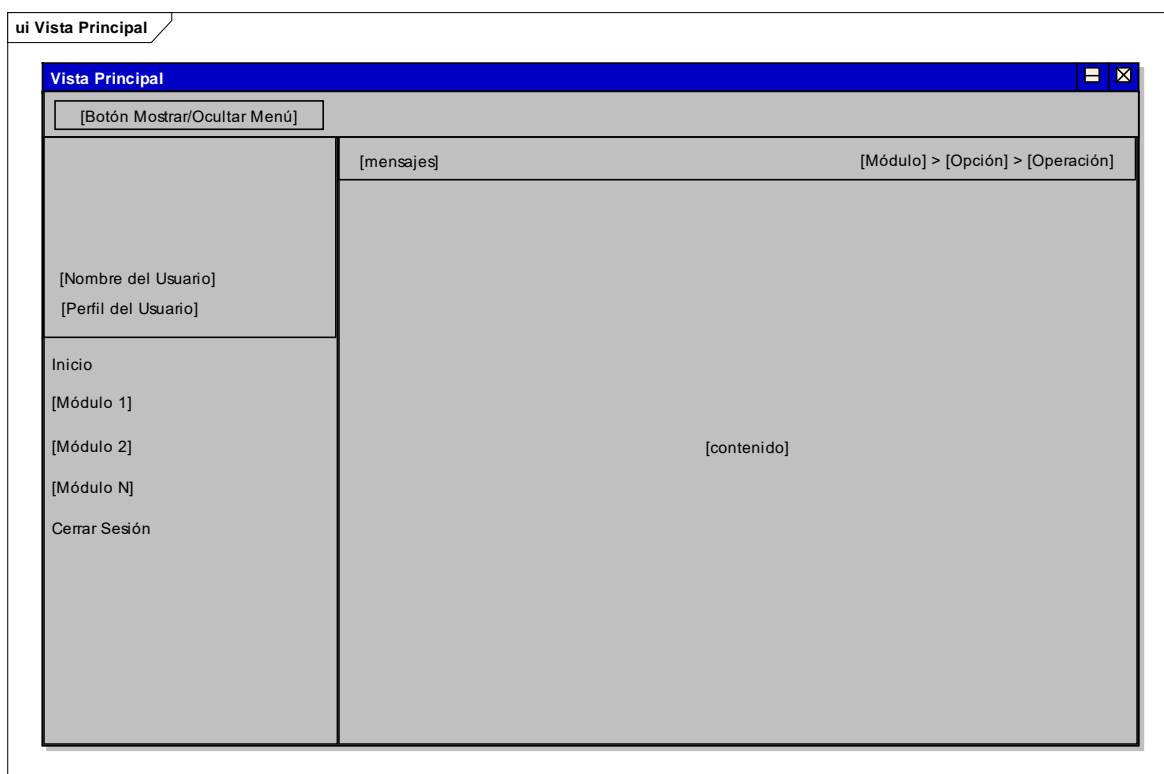 ui Vista Principal
Vista Principal
[Botón Mostrar/Ocultar Menú]
[mensajes]
[Módulo] > [Opción] > [Operación]
[Nombre del Usuario]
[Perfil del Usuario]
Inicio
[Módulo 1]
[Módulo 2]
[contenido]
[Módulo N]
Cerrar Sesión